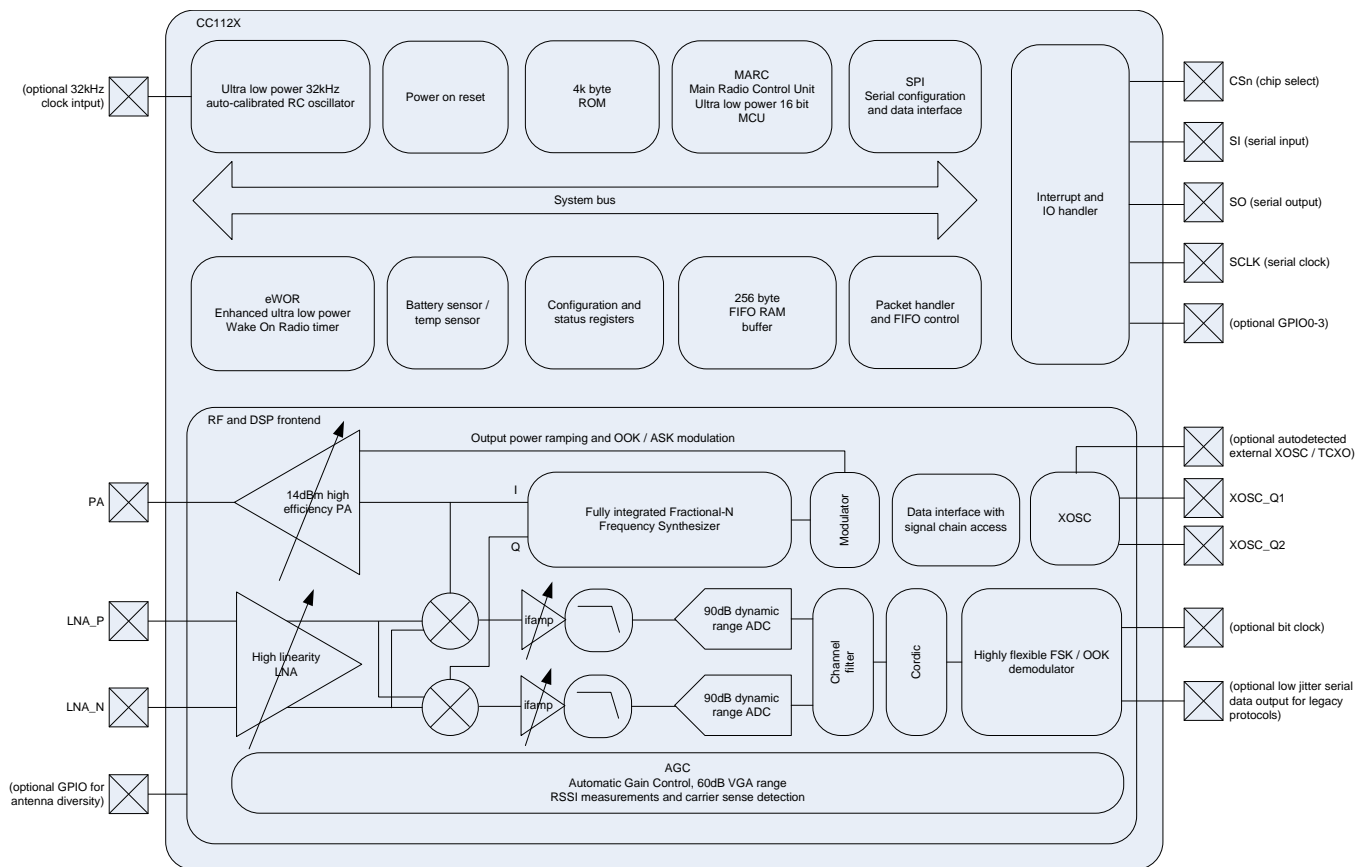 CC112X
(optional 32kHz
clock intput)
Ultra low power 32kHz
auto-calibrated RC oscillator
Power on reset
4k byte
ROM
MARC
Main Radio Control Unit
Ultra low power 16 bit
MCU
SPI
Serial configuration
and data interface
System bus
Interrupt and
IO handler
CSn (chip select)
SI (serial input)
SO (serial output)
SCLK (serial clock)
(optional GPIO0-3)
eWOR
Enhanced ultra low power
Wake On Radio timer
Battery sensor /
temp sensor
Configuration and
status registers
256 byte
FIFO RAM
buffer
Packet handler
and FIFO control
RF and DSP frontend
Output power ramping and OOK / ASK modulation
PA
14dBm high
efficiency PA
I
Q
Fully integrated Fractional-N
Frequency Synthesizer
Modulator
Data interface with
signal chain access
XOSC
(optional autodetected
external XOSC / TCXO)
XOSC_Q1
XOSC_Q2
LNA_P
LNA_N
High linearity
LNA
ifamp
90dB dynamic
range ADC
ifamp
90dB dynamic
range ADC
Channel
filter
Cordic
Highly flexible FSK / OOK
demodulator
(optional bit clock)
(optional low jitter serial
data output for legacy
protocols)
(optional GPIO for
antenna diversity)
AGC
Automatic Gain Control, 60dB VGA range
RSSI measurements and carrier sense detection